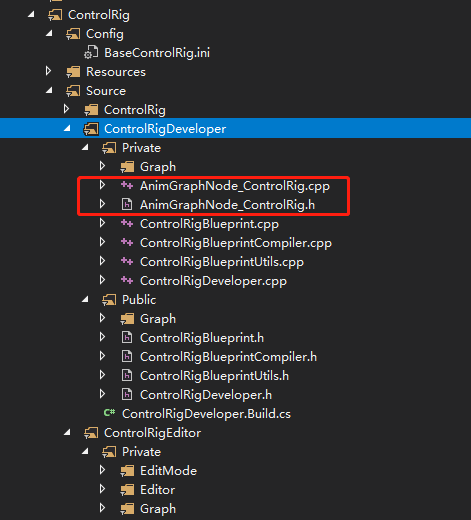 ControlRig
Config
BaseControlRig.ini
Resources
Source
ControlRig
ControlRigDeveloper
Private
Graph
AnimGraphNode_ControlRig.cpp
AnimGraphNode_ControlRig.h
ControlRigBlueprint.cpp
ControlRigBlueprintCompiler.cpp
ControlRigBlueprintUtils.cpp
ControlRigDeveloper.cpp
Public
Graph
ControlRigBlueprint.h
ControlRigBlueprintCompiler.h
ControlRigBlueprintUtils.h
ControlRigDeveloper.h
C# ControlRigDeveloper.Build.cs
ControlRigEditor
Private
EditMode
Editor
Graph